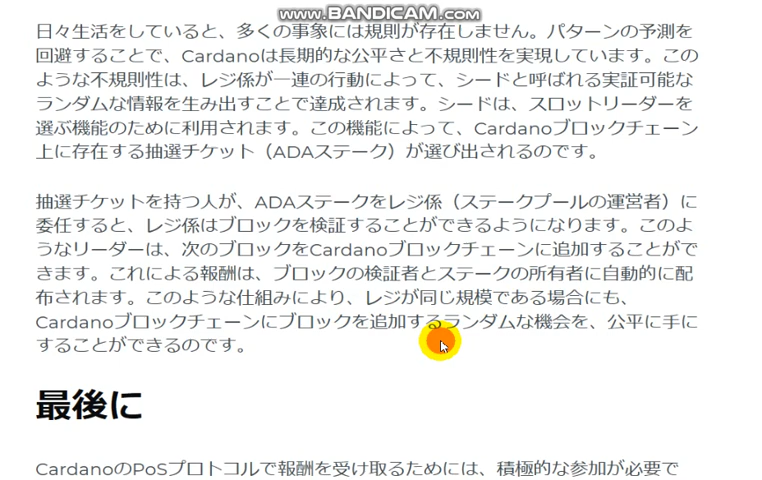 www.BANDICAM.com
日々生活をしていると、多くの事象には規則が存在しません。パターンの予測を
回避することで、Cardanoは長期的な公平さと不規則性を実現しています。この
ような不規則性は、レジ係が一連の行動によって、シードと呼ばれる実証可能な
ランダムな情報を生み出すことで達成されます。シードは、スロットリーダーを
選ぶ機能のために利用されます。この機能によって、Cardanoブロックチェーン
上に存在する抽選チケット（ADAステーク）が選び出されるのです。
抽選チケットを持つ人が、ADAステークをレジ係（ステークプールの運営者）に
委任すると、レジ係はブロックを検証することができるようになります。このよ
うなリーダーは、次のブロックをCardanoブロックチェーンに追加することがで
きます。これによる報酬は、ブロックの検証者とステークの所有者に自動的に配
布されます。このような仕組みにより、レジが同じ規模である場合にも、
Cardanoブロックチェーンにブロックを追加するランダムな機会を、公平に手に
することができるのです。
最後に
CardanoのPoSプロトコルで報酬を受け取るためには、積極的な参加が必要で